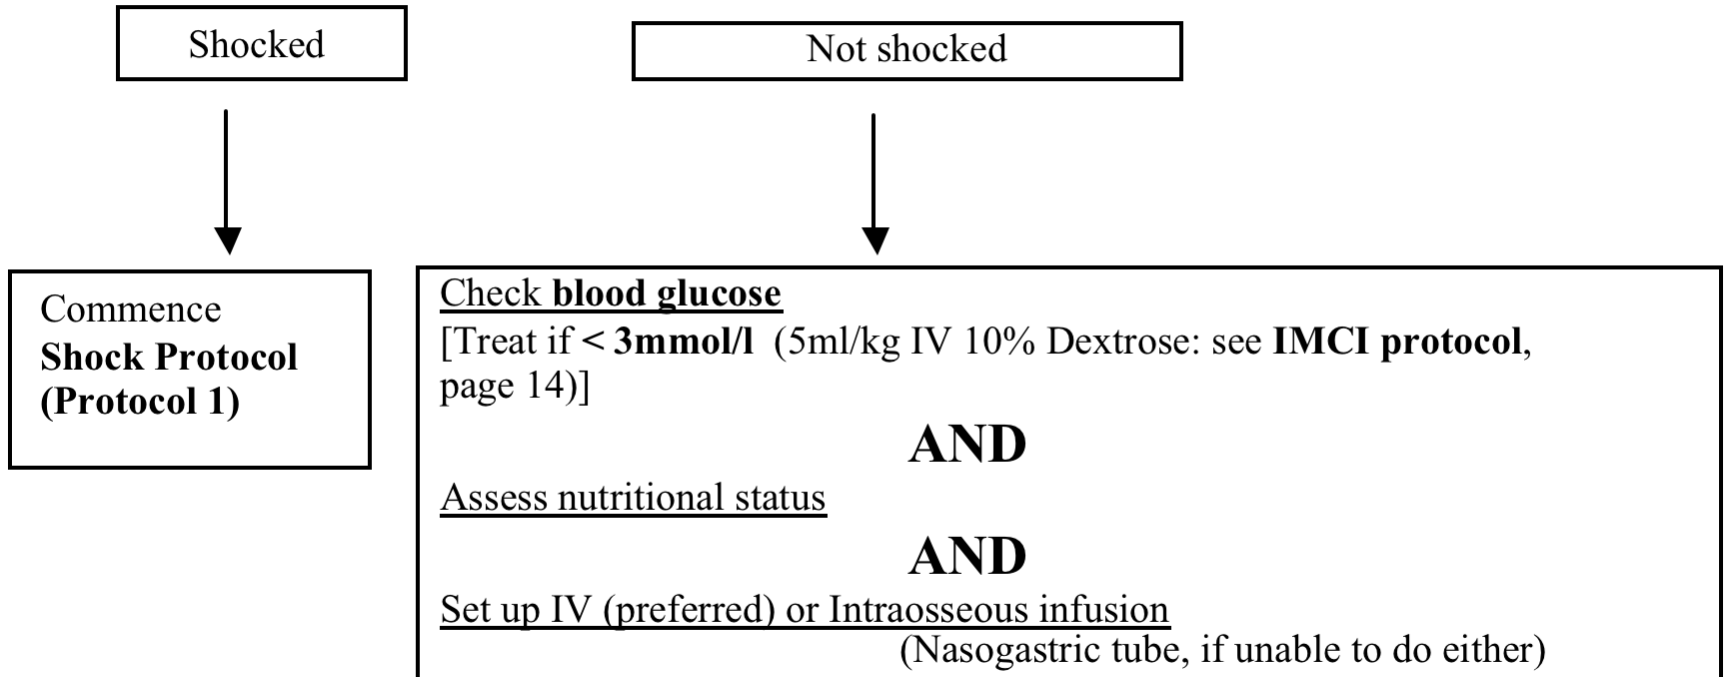 Shocked
Not shocked
Commence
Shock Protocol
(Protocol 1)
Check blood glucose
[Treat if < 3mmol/l (5ml/kg IV 10% Dextrose: see IMCI protocol,
page 14)]
AND
Assess nutritional status
AND
Set up IV (preferred) or Intraosseous infusion
(Nasogastric tube, if unable to do either)